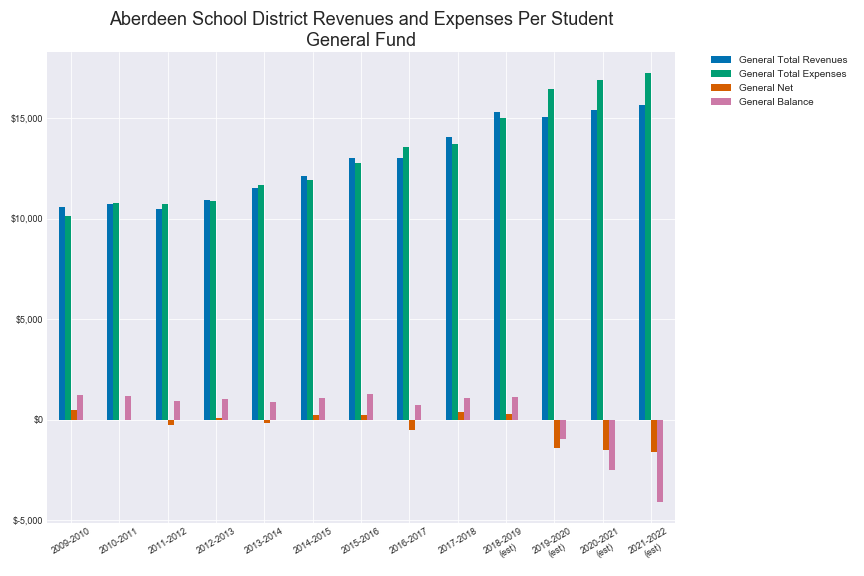 Aberdeen School District Revenues and Expenses Per Student
General Fund
General Total Revenues
General Total Expenses
General Net
General Balance
$15,000
$10,000
$5,000
$0
$-5,000
2009-2010
2010-2011
2011-2012
2012-2013
2013-2014
2014-2015
2015-2016
2016-2017
2017-2018
2018-2019
(est)
2019-2020
(est)
2020-2021
(est)
2021-2022
(est)